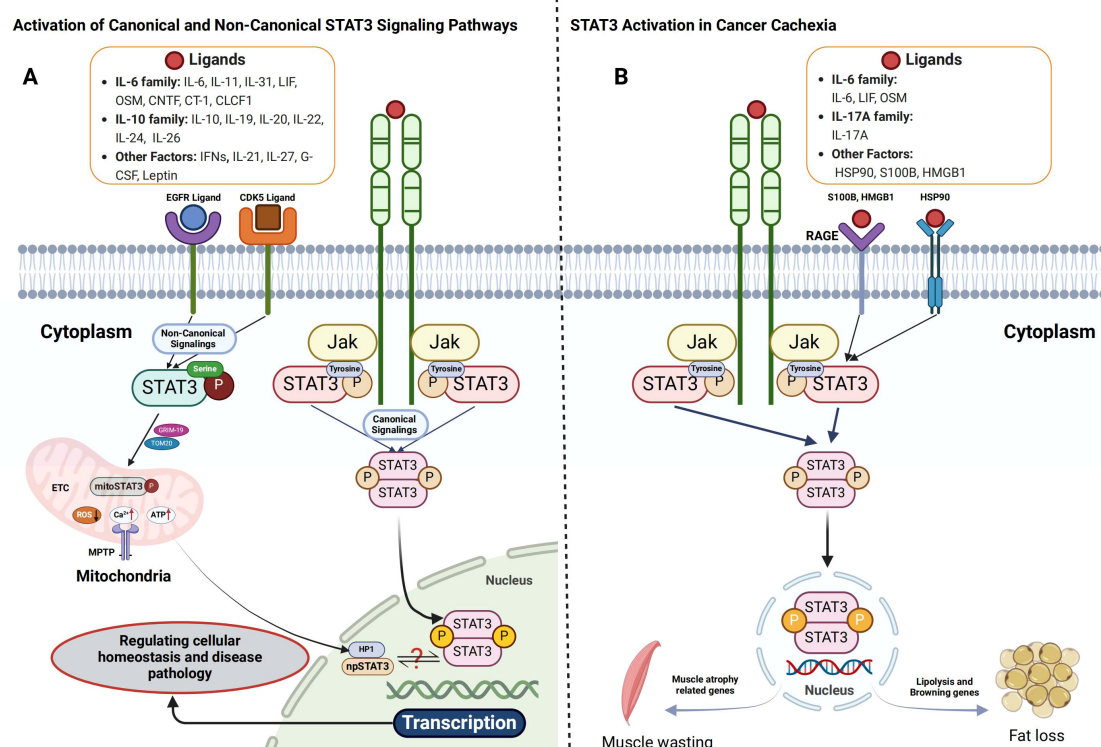 Activation of Canonical and Non-Canonical STAT3 Signaling Pathways
A
Ligands
• IL-6 family: IL-6, IL-11, IL-31, LIF,
OSM, CNTF, CT-1, CLCF1
• IL-10 family: IL-10, IL-19, IL-20, IL-22,
IL-24, IL-26
• Other Factors: IFNs, IL-21, IL-27, G-
CSF, Leptin
EGFR Ligand
CDK5 Ligand
Cytoplasm
Non-Canonical
Signalings
Serine
STAT3
P
GRIM-19
TOM20
Jak
Jak
Tyrosine
Tyrosine
STAT3
P
P
STAT3
Canonical
Signalings
STAT3
P
P
STAT3
ETC
mitoSTAT3
P
ROS
Ca2+
ATP
MPTP
Mitochondria
Nucleus
STAT3
P
P
STAT3
HP1
npSTAT3
?
Regulating cellular
homeostasis and disease
pathology
Transcription
STAT3 Activation in Cancer Cachexia
B
Ligands
• IL-6 family:
IL-6, LIF, OSM
• IL-17A family:
IL-17A
• Other Factors:
HSP90, S100B, HMGB1
S100B, HMGB1
HSP90
RAGE
Cytoplasm
Jak
Jak
Tyrosine
Tyrosine
STAT3
P
P
STAT3
STAT3
P
P
STAT3
STAT3
P
P
STAT3
Nucleus
Muscle atrophy
related genes
Lipolysis and
Browning genes
Muscle wasting
Fat loss